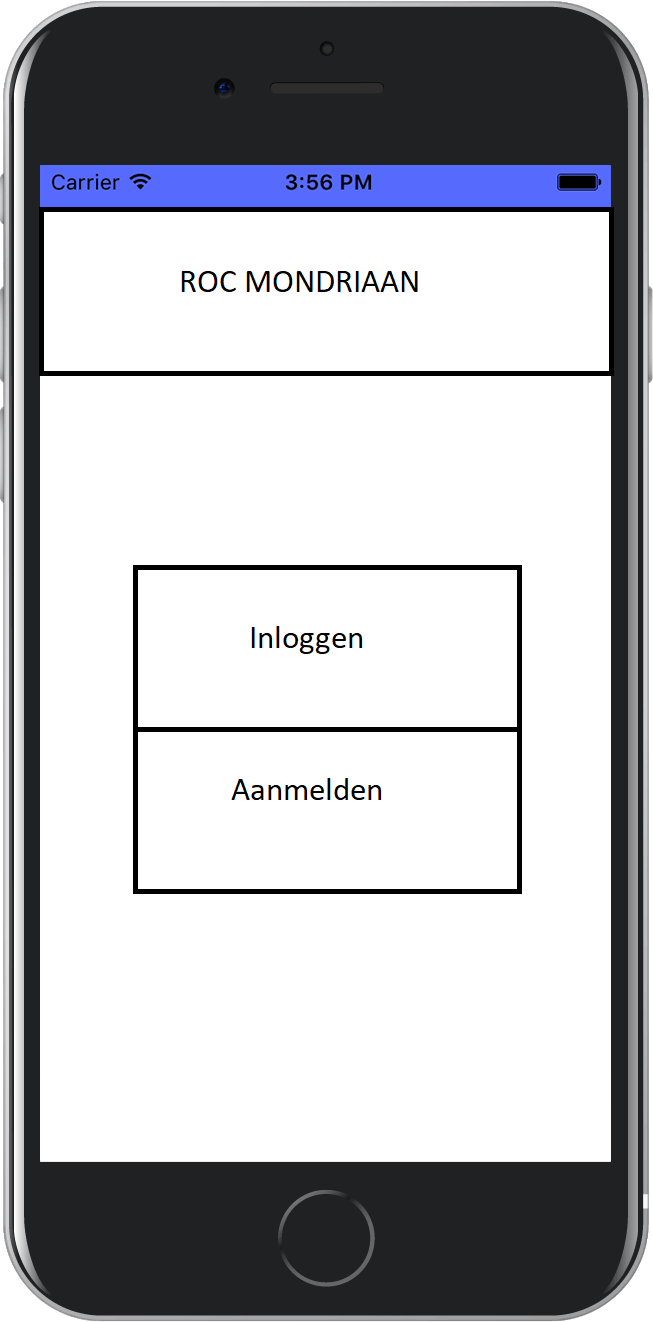 Carrier 3:56 PM
ROC MONDRIAAN
Inloggen
Aanmelden